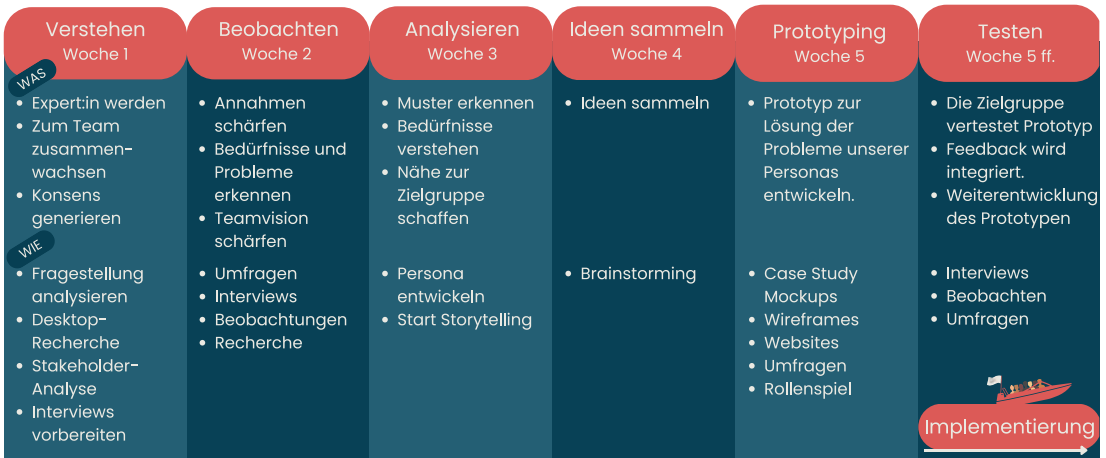 Verstehen
Woche 1
WAS
Expert:in werden
Zum Team
zusammen-
wachsen
Konsens
generieren
WIE
Fragestellung
analysieren
Desktop-
Recherche
Stakeholder-
Analyse
Interviews
vorbereiten
Beobachten
Woche 2
Annahmen
schärfen
Bedürfnisse und
Probleme
erkennen
Teamvision
schärfen
Umfragen
Interviews
Beobachtungen
Recherche
Analysieren
Woche 3
Muster erkennen
Bedürfnisse
verstehen
Nähe zur
Zielgruppe
schaffen
Persona
entwickeln
Start Storytelling
Ideen sammeln
Woche 4
Ideen sammeln
Brainstorming
Prototyping
Woche 5
Prototyp zur
Lösung der
Probleme unserer
Personas
entwickeln.
Case Study
Mockups
Wireframes
Websites
Umfragen
Rollenspiel
Testen
Woche 5 ff.
Die Zielgruppe
vertestet Prototyp
Feedback wird
integriert.
Weiterentwicklung
des Prototypen
Interviews
Beobachten
Umfragen
Implementierung